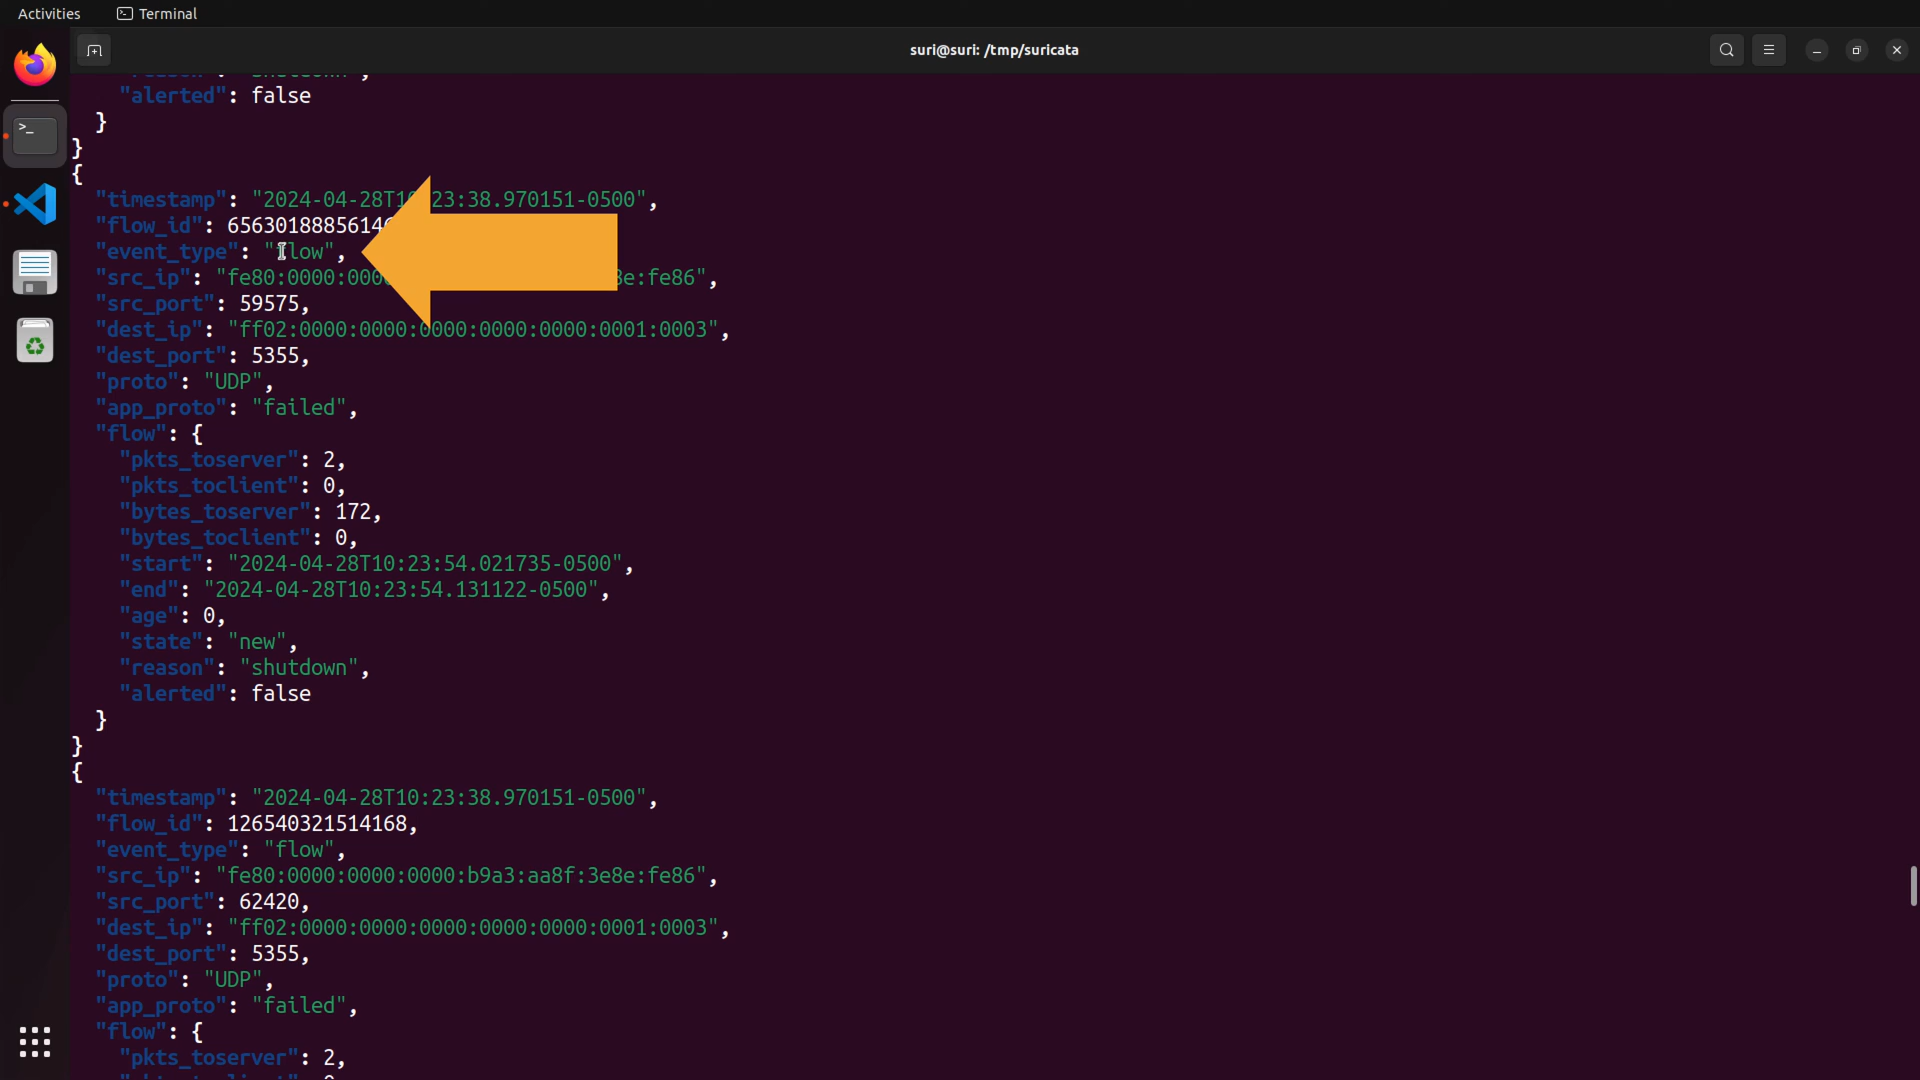 Activities
Terminal
suri@suri: /tmp/suricata
"alerted": false
}
}
{
"timestamp": "2024-04-28T10:23:38.970151-0500",
"flow_id": 656301888561
"event_type": "flow",
"src_ip": "fe80:0000:000 e:fe86",
"src_port": 59575,
"dest_ip": "ff02:0000:0000:0000:0000:0000:0001:0003",
"dest_port": 5355,
"proto": "UDP",
"app_proto": "failed",
"flow": {
"pkts_toserver": 2,
"pkts_toclient": 0,
"bytes_toserver": 172,
"bytes_toclient": 0,
"start": "2024-04-28T10:23:54.021735-0500",
"end": "2024-04-28T10:23:54.131122-0500",
"age": 0,
"state": "new",
"reason": "shutdown",
"alerted": false
}
}
{
"timestamp": "2024-04-28T10:23:38.970151-0500",
"flow_id": 126540321514168,
"event_type": "flow",
"src_ip": "fe80:0000:0000:0000:b9a3:aa8f:3e8e:fe86",
"src_port": 62420,
"dest_ip": "ff02:0000:0000:0000:0000:0000:0001:0003",
"dest_port": 5355,
"proto": "UDP",
"app_proto": "failed",
"flow": {
"pkts_toserver": 2,